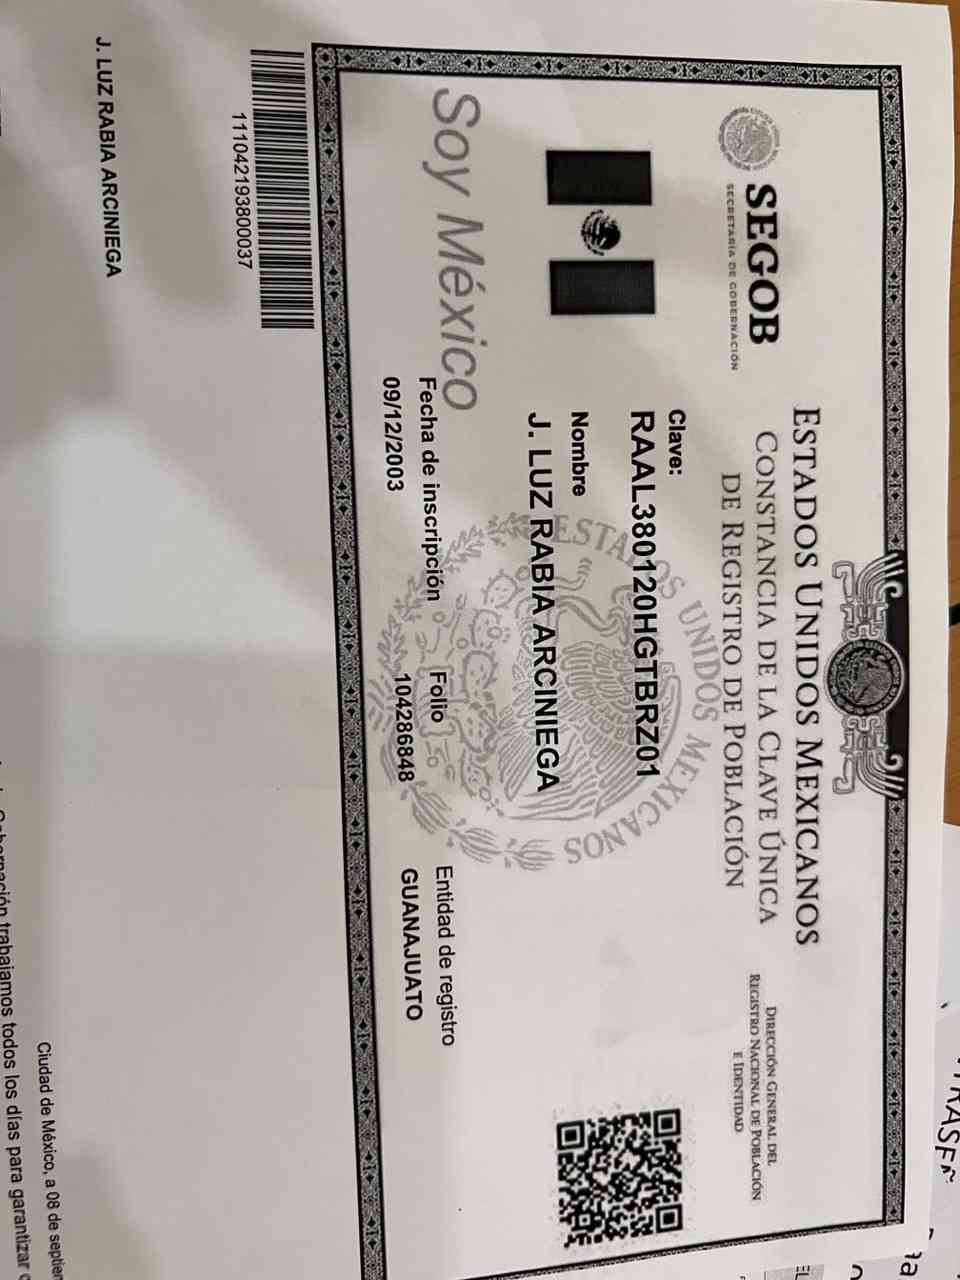 SEGOB
SECRETARÍA DE GOBERNACIÓN
ESTADOS UNIDOS MEXICANOS
CONSTANCIA DE LA CLAVE ÚNICA
DE REGISTRO DE POBLACIÓN
DIRECCIÓN GENERAL DEL
REGISTRO NACIONAL DE POBLACIÓN
E IDENTIDAD
Clave:
RAAL380120HGTBRZ01
Nombre
J. LUZ RABIA ARCINIEGA
ESTADOS UNIDOS MEXICANOS
Soy México
Fecha de inscripción
09/12/2003
Folio
104286848
Entidad de registro
GUANAJUATO
111042193800037
J. LUZ RABIA ARCINIEGA
Ciudad de México, a 08 de
trabajamos todos los días para garantizar